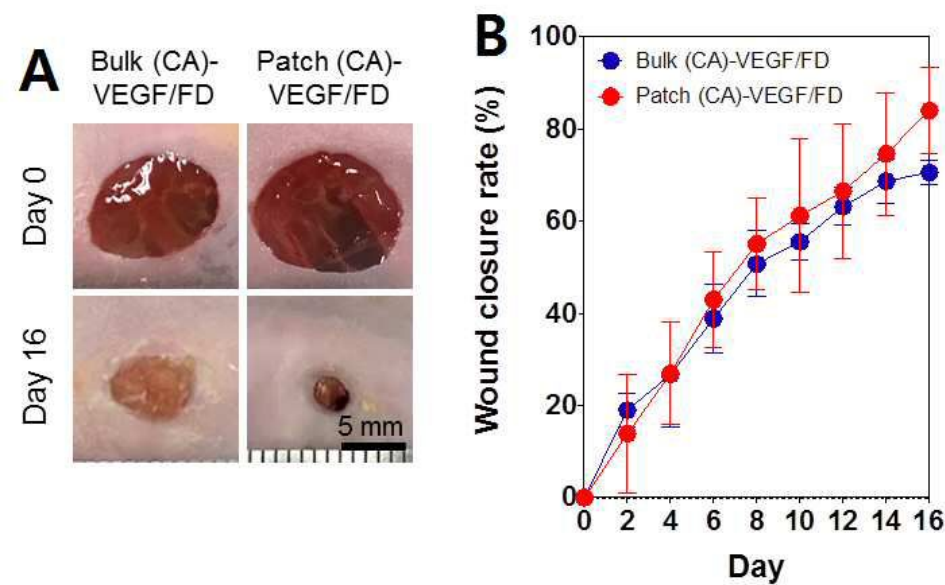 A
Bulk (CA)-
VEGF/FD
Patch (CA)-
VEGF/FD
Day 0
Day 16
5 mm
B
Wound closure rate (%)
100
80
60
40
20
0
Bulk (CA)-VEGF/FD
Patch (CA)-VEGF/FD
0 2 4 6 8 10 12 14 16
Day